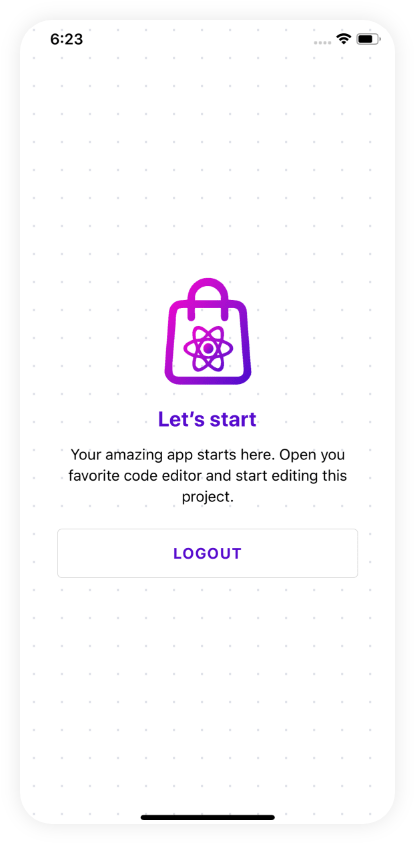 6:23
Let's start
Your amazing app starts here. Open you
favorite code editor and start editing this
project.
LOGOUT